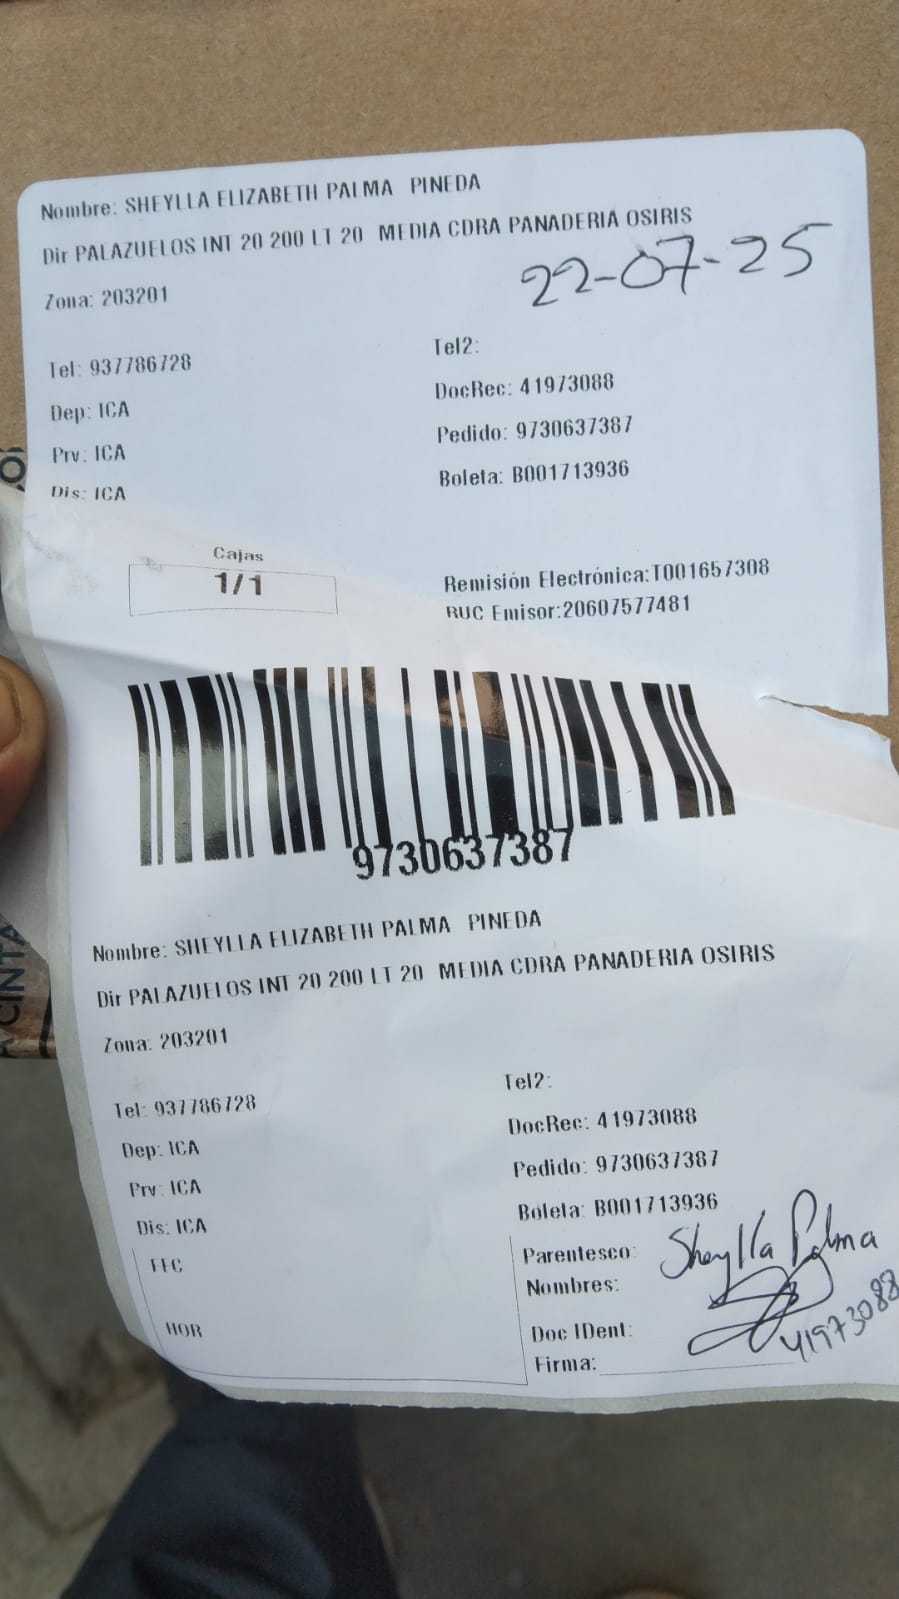 Nombre: SHEYLLA ELIZABETH PALMA PINEDA
Dir PALAZUELOS INT 20 200 LT 20 MEDIA CDRA PANADERIA OSIRIS
22-07-25
Zona: 203201
Tel: 937786728
Tel2:
Dep: ICA
DocRec: 41973088
Prv: ICA
Pedido: 9730637387
Dis: ICA
Boleta: B001713936
Cajas
1/1
Remisión Electrónica:T001657308
RUC Emisor:20607577481
9730637387
Nombre: SHEYLLA ELIZABETH PALMA PINEDA
Dir PALAZUELOS INT 20 200 LT 20 MEDIA CDRA PANADERIA OSIRIS
Zona: 203201
Tel: 937786728
Tel2:
Dep: ICA
DocRec: 41973088
Prv: ICA
Pedido: 9730637387
Dis: ICA
Boleta: B001713936
FEC
Parentesco:
Sheylla Palma
Nombres:
HOR
Doc IDent:
41973088
Firma:
CINTA